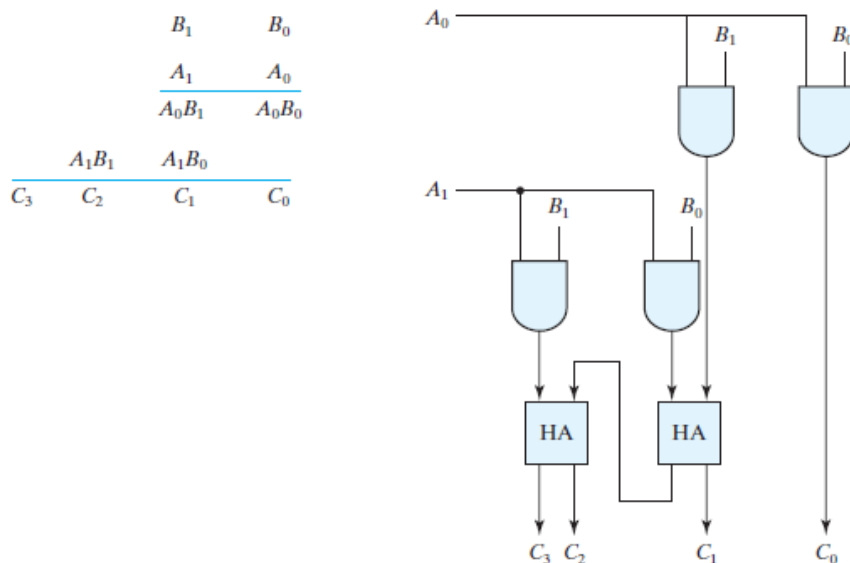 B₁ B₀
A₁ A₀
A₀B₁ A₀B₀
A₁B₁ A₁B₀
C₃ C₂ C₁ C₀
A₀
B₁ B₀
A₁
B₁ B₀
HA HA
C₃ C₂ C₁ C₀